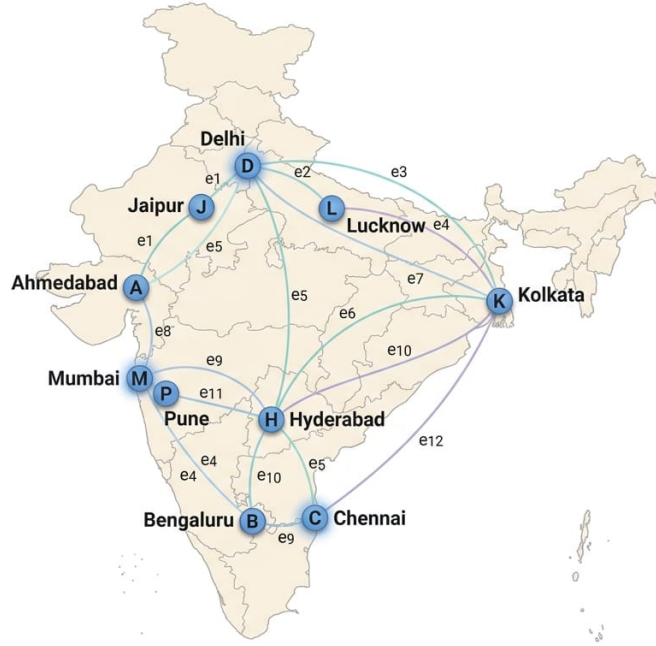 Delhi
D
e1
e2
e3
Jaipur
J
L
Lucknow
e4
e1
e5
e7
Ahmedabad
A
K
Kolkata
e5
e6
e8
e10
e9
Mumbai
M
P
e11
Pune
H
Hyderabad
e12
e4
e4
e10
e5
Bengaluru
B
C
Chennai
e9